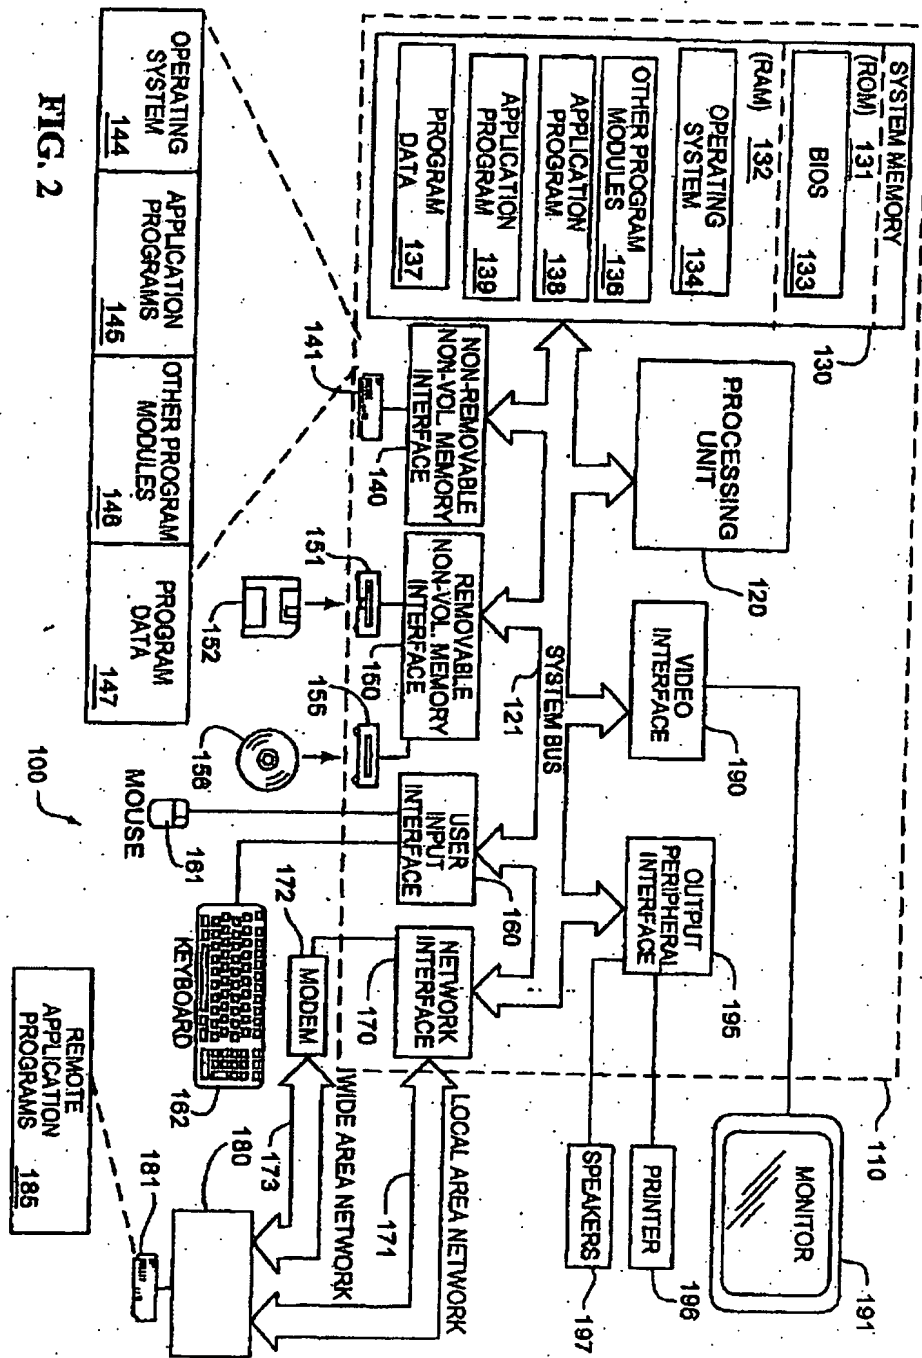 SYSTEM MEMORY
(ROM) 131
BIOS
133
(RAM) 132
OPERATING
SYSTEM 134
OTHER PROGRAM
MODULES 136
APPLICATION
PROGRAM 138
APPLICATION
PROGRAM 139
PROGRAM
DATA 137
130
PROCESSING
UNIT
120
VIDEO
INTERFACE
190
OUTPUT
PERIPHERAL
INTERFACE
195
110
MONITOR
191
PRINTER
196
SPEAKERS
197
SYSTEM BUS
121
NON-REMOVABLE
NON-VOL. MEMORY
INTERFACE
140
141
REMOVABLE
NON-VOL. MEMORY
INTERFACE
150
151
152
155
156
USER
INPUT
INTERFACE
160
NETWORK
INTERFACE
170
LOCAL AREA NETWORK
171
172
MODEM
WIDE AREA NETWORK
173
MOUSE
161
KEYBOARD
162
180
181
REMOTE
APPLICATION
PROGRAMS 185
OPERATING
SYSTEM
144
APPLICATION
PROGRAMS
145
OTHER PROGRAM
MODULES
146
PROGRAM
DATA
147
100
FIG. 2